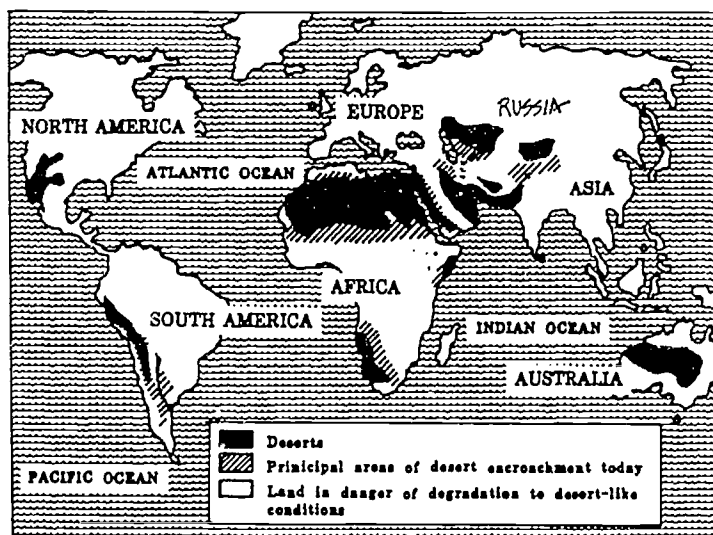 EUROPE
RUSSIA
NORTH AMERICA
ATLANTIC OCEAN
ASIA
AFRICA
SOUTH AMERICA
INDIAN OCEAN
AUSTRALIA
Deserts
Prinicipal areas of desert encronchment today
PACIFIC OCEAN
Land in danger of degradation to desert-like
conditions